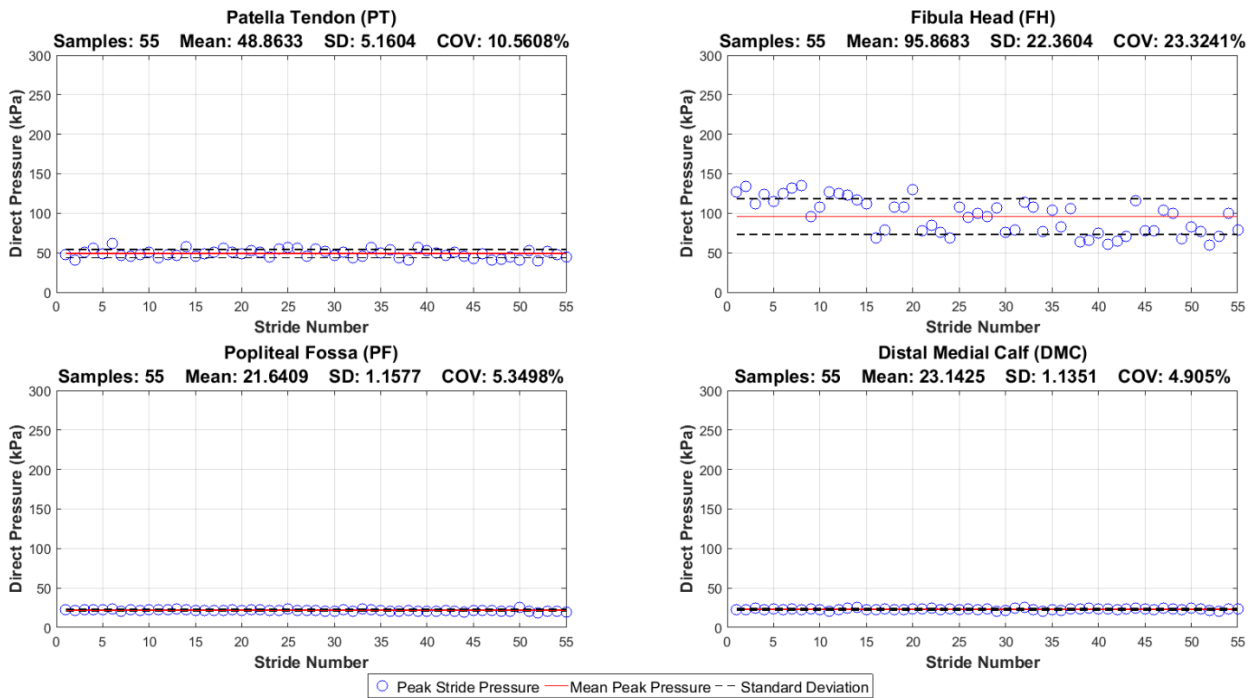 Patella Tendon (PT)
Samples: 55 Mean: 48.8633 SD: 5.1604 COV: 10.5608%
300
250
200
150
100
50
0
Direct Pressure (kPa)
0 5 10 15 20 25 30 35 40 45 50 55
Stride Number
Fibula Head (FH)
Samples: 55 Mean: 95.8683 SD: 22.3604 COV: 23.3241%
300
250
200
150
100
50
0
Direct Pressure (kPa)
0 5 10 15 20 25 30 35 40 45 50 55
Stride Number
Popliteal Fossa (PF)
Samples: 55 Mean: 21.6409 SD: 1.1577 COV: 5.3498%
300
250
200
150
100
50
0
Direct Pressure (kPa)
0 5 10 15 20 25 30 35 40 45 50 55
Stride Number
Distal Medial Calf (DMC)
Samples: 55 Mean: 23.1425 SD: 1.1351 COV: 4.905%
300
250
200
150
100
50
0
Direct Pressure (kPa)
0 5 10 15 20 25 30 35 40 45 50 55
Stride Number
Peak Stride Pressure Mean Peak Pressure Standard Deviation